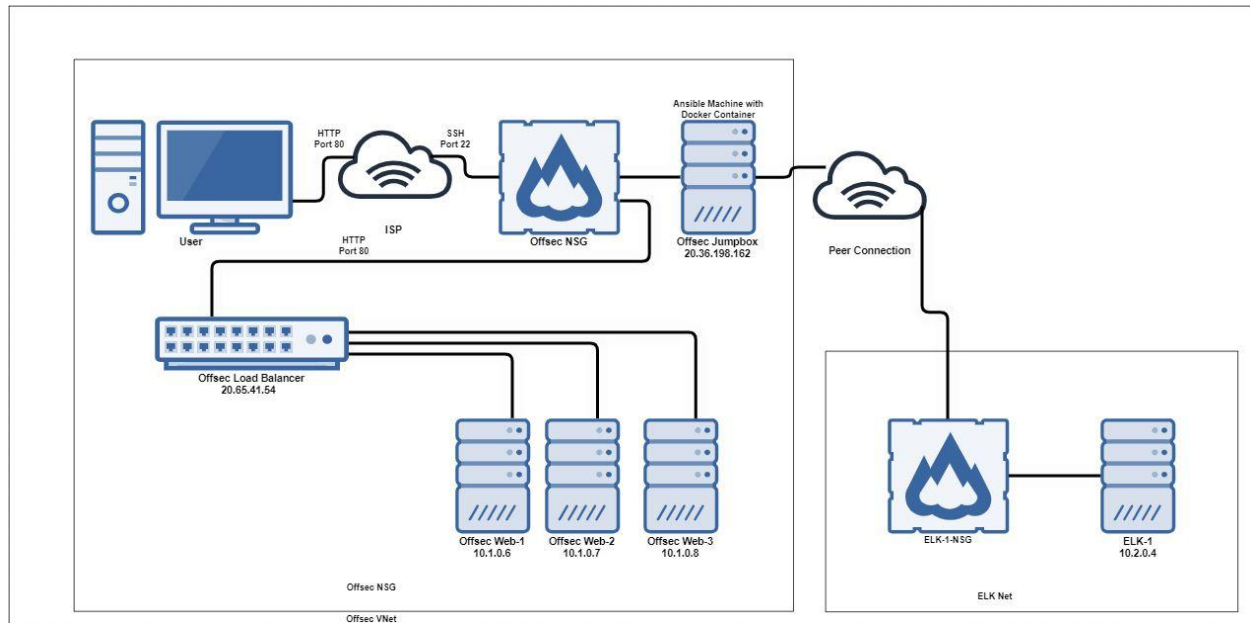 Ansible Machine with
Docker Container
HTTP
Port 80
SSH
Port 22
User
ISP
Offsec NSG
Offsec Jumpbox
20.36.198.162
HTTP
Port 80
Peer Connection
Offsec Load Balancer
20.65.41.54
Offsec Web-1
10.1.0.6
Offsec Web-2
10.1.0.7
Offsec Web-3
10.1.0.8
ELK-1-NSG
ELK-1
10.2.0.4
Offsec NSG
ELK Net
Offsec VNet